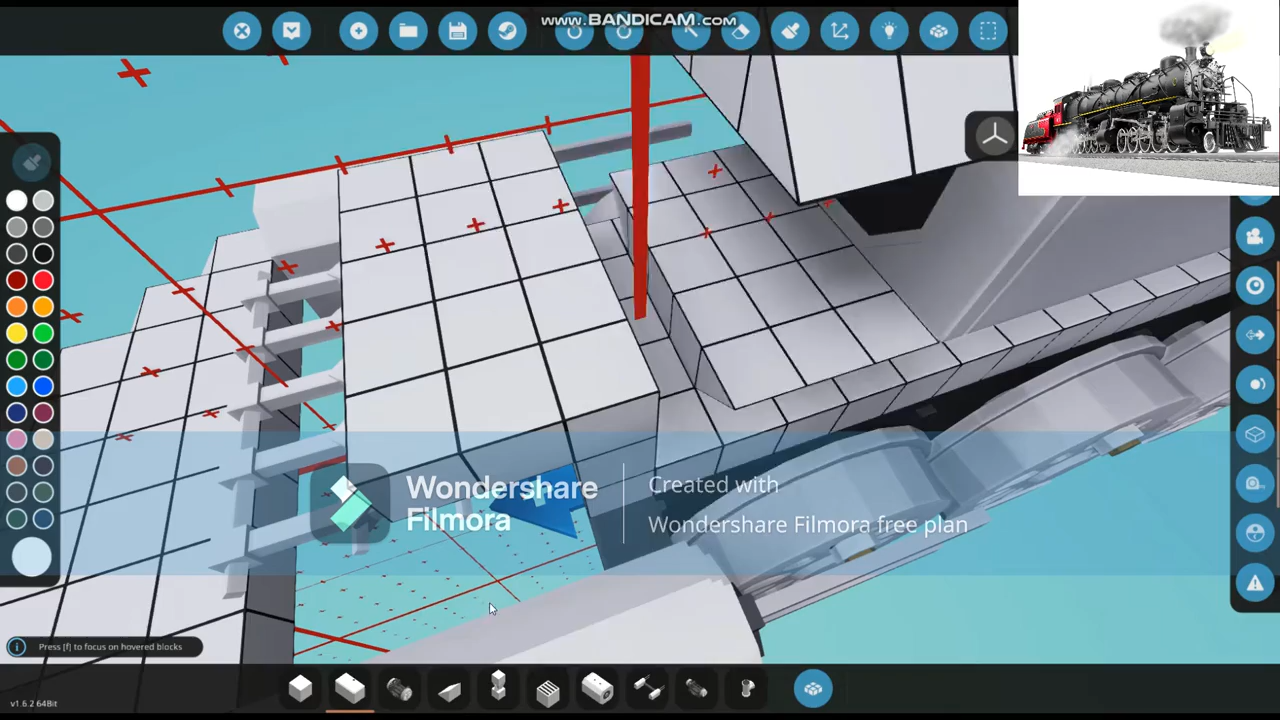 www.BANDICAM.com
Wondershare
Filmora
Created with
Wondershare Filmora free plan
Press [f] to focus on hovered blocks
v1.6.2 64Bit